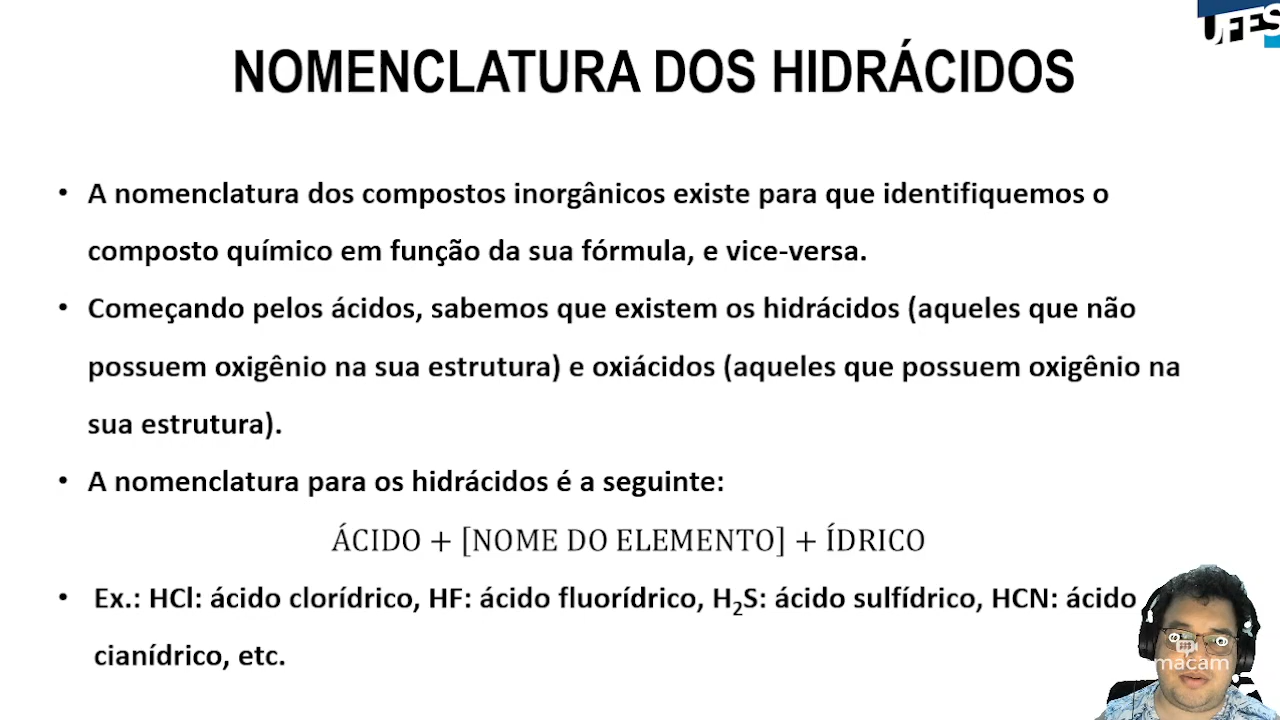 UFES
NOMENCLATURA DOS HIDRÁCIDOS
• A nomenclatura dos compostos inorgânicos existe para que identifiquemos o
composto químico em função da sua fórmula, e vice-versa.
• Começando pelos ácidos, sabemos que existem os hidrácidos (aqueles que não
possuem oxigênio na sua estrutura) e oxiácidos (aqueles que possuem oxigênio na
sua estrutura).
• A nomenclatura para os hidrácidos é a seguinte:
ÁCIDO + [NOME DO ELEMENTO] + ÍDRICO
• Ex.: HCl: ácido clorídrico, HF: ácido fluorídrico, H₂S: ácido sulfídrico, HCN: ácido
cianídrico, etc.
macam